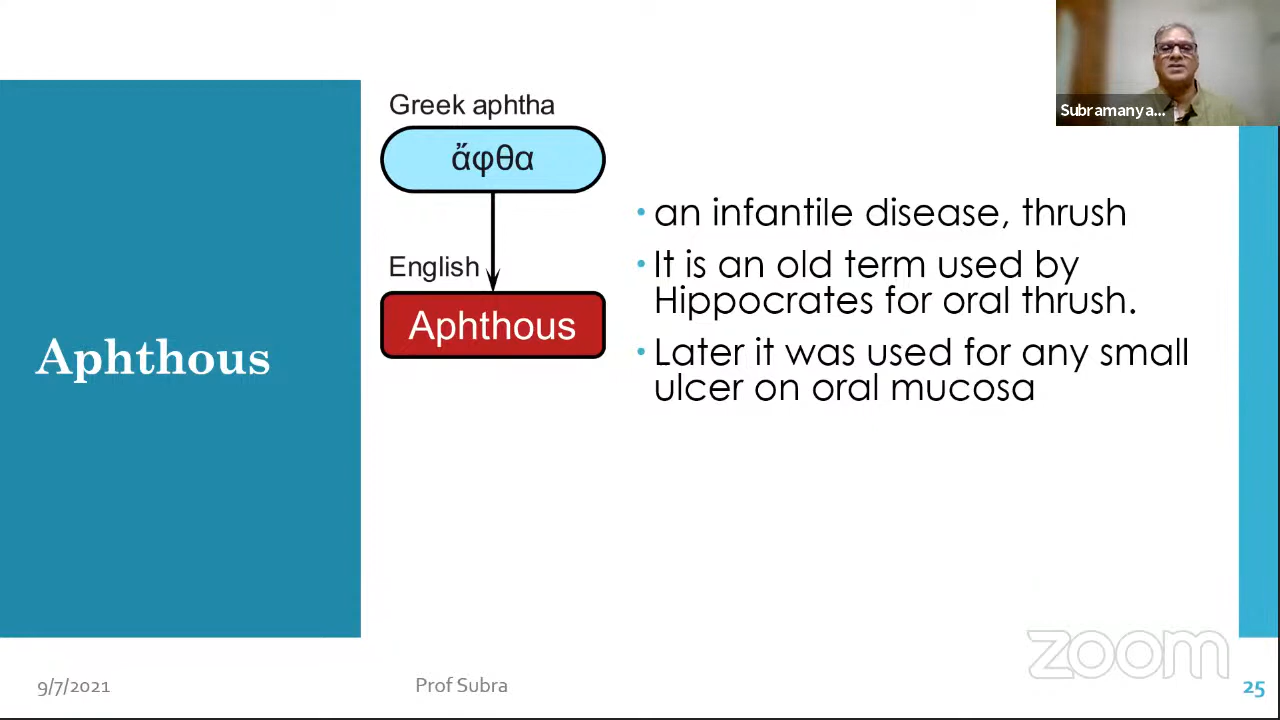 Subramanya...
Greek aphtha
ἄφθα
English
Aphthous
Aphthous
• an infantile disease, thrush
• It is an old term used by
Hippocrates for oral thrush.
• Later it was used for any small
ulcer on oral mucosa
zoom
9/7/2021
Prof Subra
25